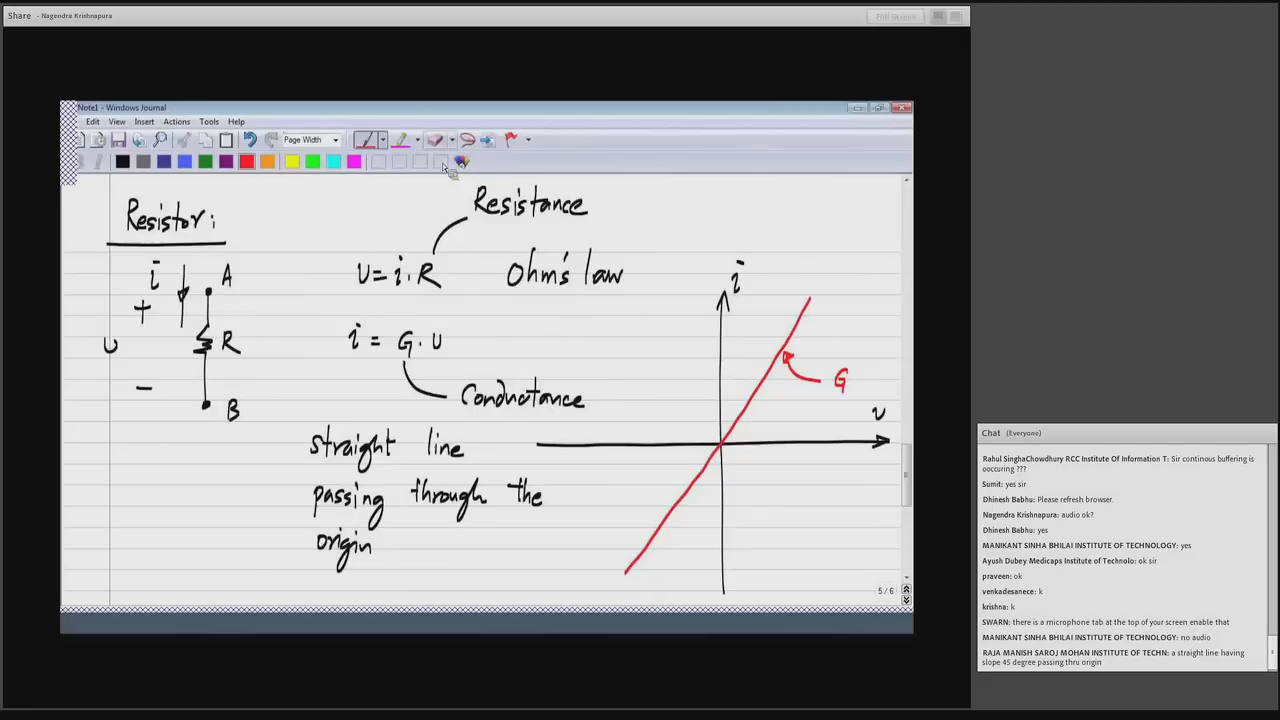 Share - Nagendra Krishnapura
Full Screen
Note1 - Windows Journal
Edit View Insert Actions Tools Help
Page Width
Resistor:
Resistance
i
A
+
υ = i · R
Ohm's law
i
υ
R
i = G · υ
G
-
B
Conductance
υ
straight line
passing through the
origin
5 / 6
Chat (Everyone)
Rahul SinghaChowdhury RCC Institute Of Information T: Sir continous buffering is
ooccuring ???
Sumit: yes sir
Dhinesh Babhu: Please refresh browser.
Nagendra Krishnapura: audio ok?
Dhinesh Babhu: yes
MANIKANT SINHA BHILAI INSTITUTE OF TECHNOLOGY: yes
Ayush Dubey Medicaps Institute of Technolo: ok sir
praveen: ok
venkadesanece: k
krishna: k
SWARN: there is a microphone tab at the top of your screen enable that
MANIKANT SINHA BHILAI INSTITUTE OF TECHNOLOGY: no audio
RAJA MANISH SAROJ MOHAN INSTITUTE OF TECHN: a straight line having
slope 45 degree passing thru origin